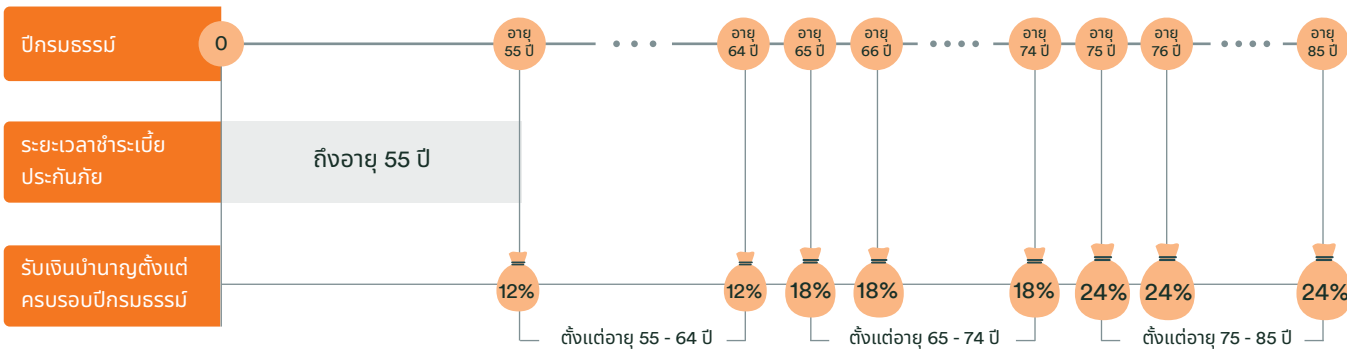 ปีกรมธรรม์
0
อายุ
55 ปี
อายุ
64 ปี
อายุ
65 ปี
อายุ
66 ปี
อายุ
74 ปี
อายุ
75 ปี
อายุ
76 ปี
อายุ
85 ปี
ระยะเวลาชำระเบี้ย
ประกันภัย
ถึงอายุ 55 ปี
รับเงินบำนาญตั้งแต่
ครบรอบปีกรมธรรม์
12%
12%
18%
18%
18%
24%
24%
24%
ตั้งแต่อายุ 55 - 64 ปี
ตั้งแต่อายุ 65 - 74 ปี
ตั้งแต่อายุ 75 - 85 ปี